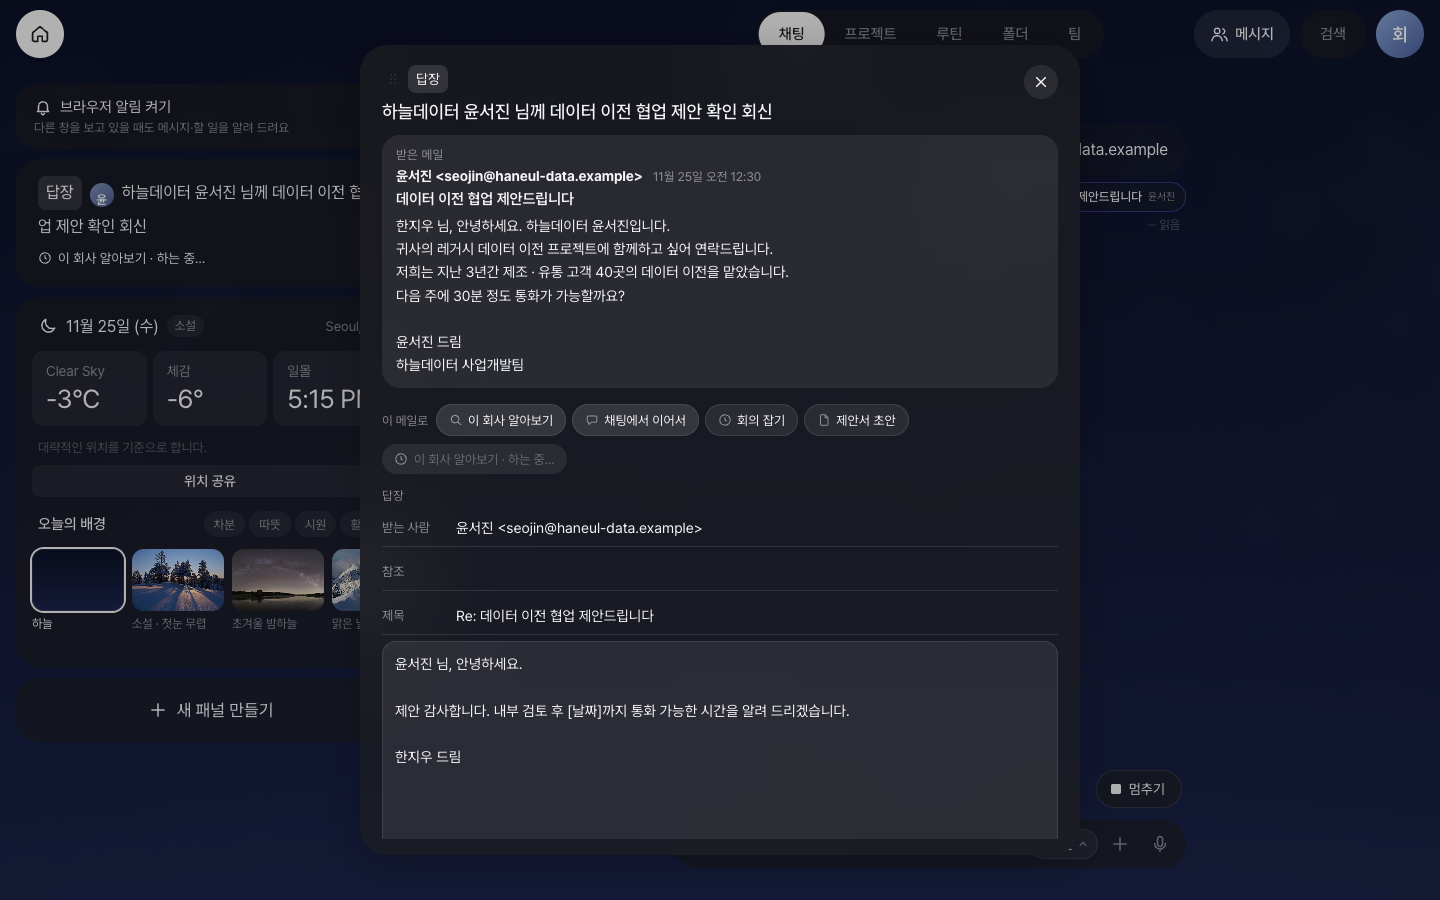 채팅
프로젝트
루틴
폴더
팀
메시지
검색
회
브라우저 알림 켜기
다른 창을 보고 있을 때도 메시지·할 일을 알려 드려요
답장
윤
하늘데이터 윤서진 님께 데이터 이전 협
업 제안 확인 회신
이 회사 알아보기 · 하는 중…
11월 25일 (수)
소설
Seoul,
Clear Sky
-3°C
체감
-6°
일몰
5:15 PM
대략적인 위치를 기준으로 합니다.
위치 공유
오늘의 배경
차분
따뜻
시원
활
하늘
소설 · 첫눈 무렵
초겨울 밤하늘
맑은
새 패널 만들기
답장
하늘데이터 윤서진 님께 데이터 이전 협업 제안 확인 회신
받은 메일
윤서진 <seojin@haneul-data.example> 11월 25일 오전 12:30
데이터 이전 협업 제안드립니다
한지우 님, 안녕하세요. 하늘데이터 윤서진입니다.
귀사의 레거시 데이터 이전 프로젝트에 함께하고 싶어 연락드립니다.
저희는 지난 3년간 제조 · 유통 고객 40곳의 데이터 이전을 맡았습니다.
다음 주에 30분 정도 통화가 가능할까요?
윤서진 드림
하늘데이터 사업개발팀
이 메일로
이 회사 알아보기
채팅에서 이어서
회의 잡기
제안서 초안
이 회사 알아보기 · 하는 중…
답장
받는 사람 윤서진 <seojin@haneul-data.example>
참조
제목 Re: 데이터 이전 협업 제안드립니다
윤서진 님, 안녕하세요.
제안 감사합니다. 내부 검토 후 [날짜]까지 통화 가능한 시간을 알려 드리겠습니다.
한지우 드림
data.example
제안드립니다 윤서진
··· 읽음
멈추기